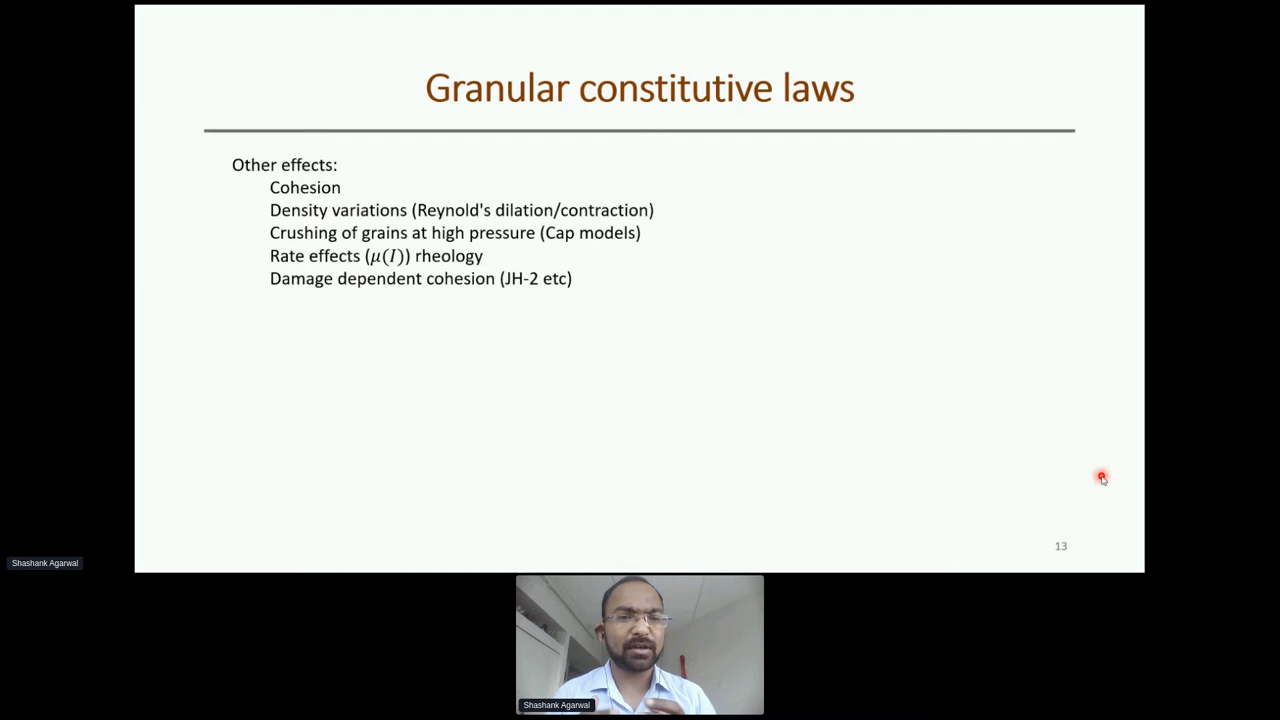 Granular constitutive laws
Other effects:
Cohesion
Density variations (Reynold's dilation/contraction)
Crushing of grains at high pressure (Cap models)
Rate effects (μ(I)) rheology
Damage dependent cohesion (JH-2 etc)
13
Shashank Agarwal
Shashank Agarwal